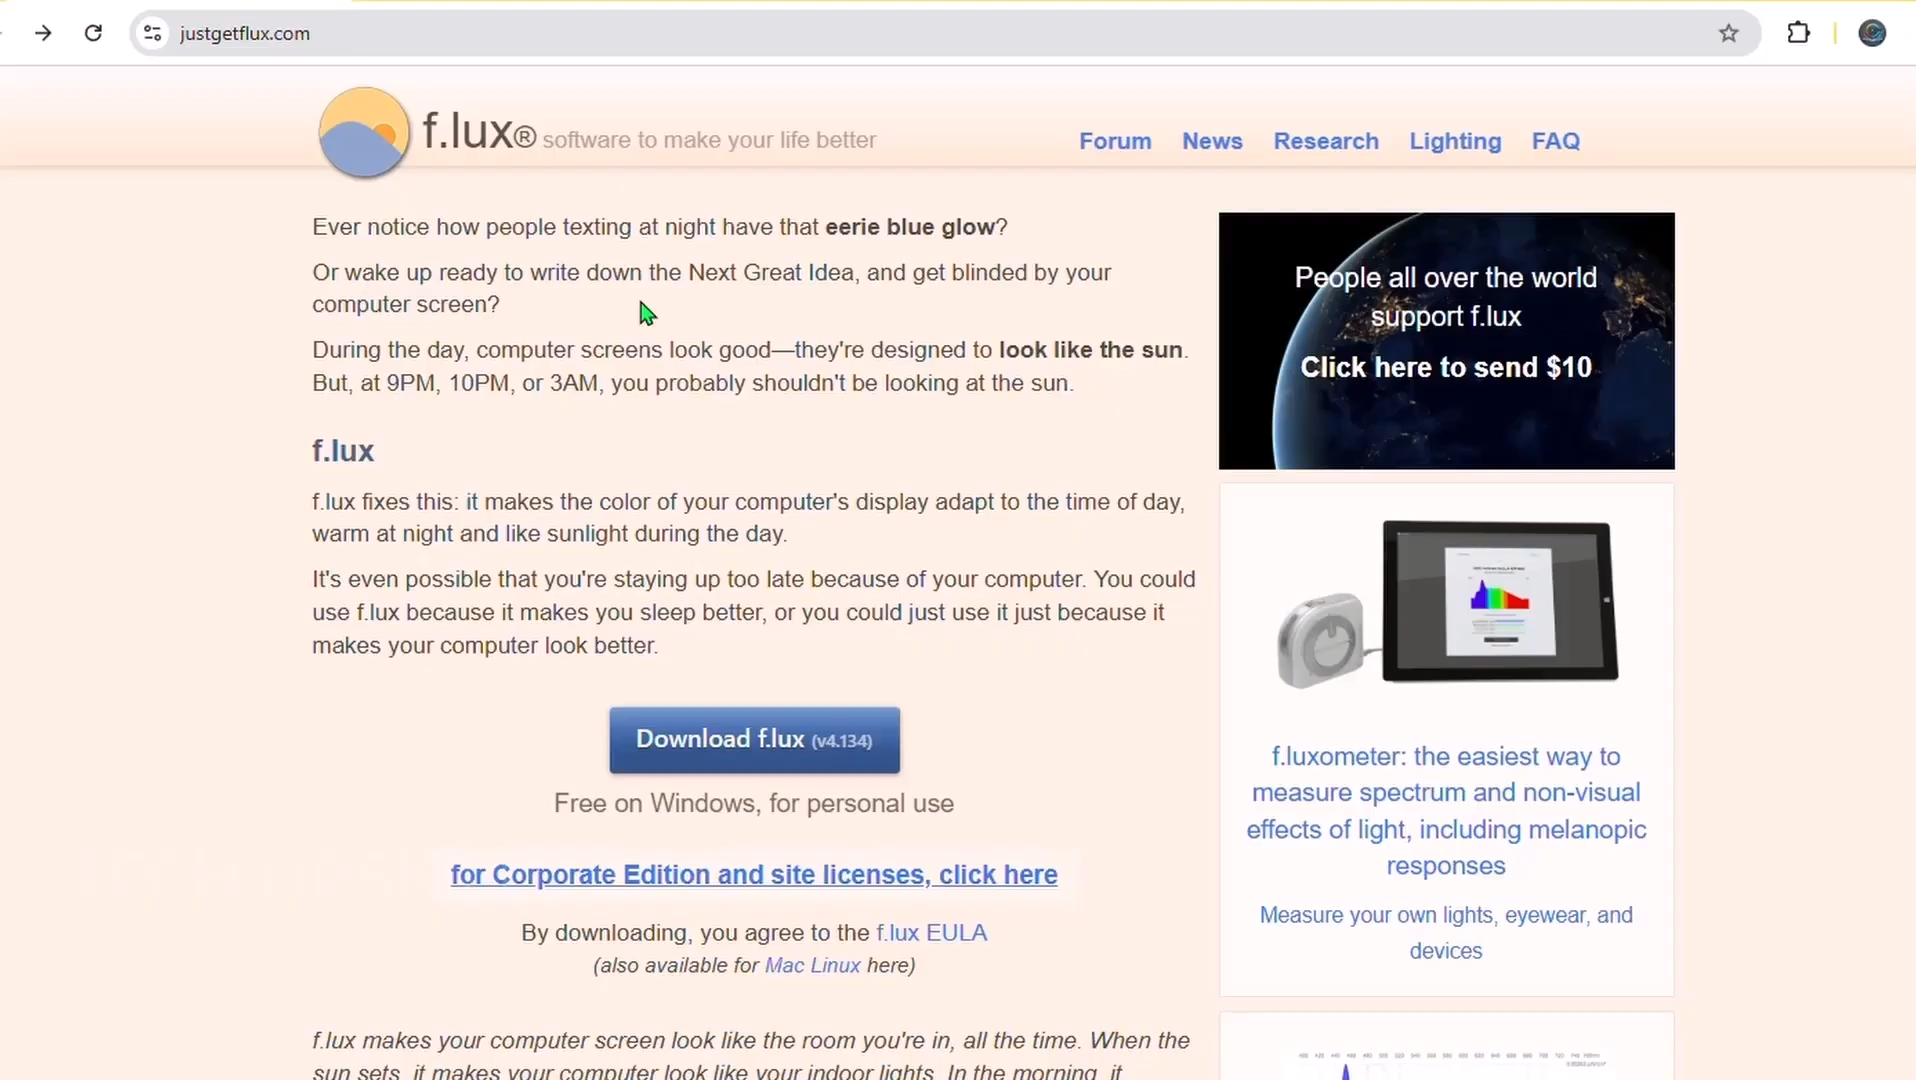 justgetflux.com
f.lux® software to make your life better
Forum News Research Lighting FAQ
Ever notice how people texting at night have that eerie blue glow?
Or wake up ready to write down the Next Great Idea, and get blinded by your
computer screen?
During the day, computer screens look good—they're designed to look like the sun.
But, at 9PM, 10PM, or 3AM, you probably shouldn't be looking at the sun.
f.lux
f.lux fixes this: it makes the color of your computer's display adapt to the time of day,
warm at night and like sunlight during the day.
It's even possible that you're staying up too late because of your computer. You could
use f.lux because it makes you sleep better, or you could just use it just because it
makes your computer look better.
Download f.lux (v4.134)
Free on Windows, for personal use
for Corporate Edition and site licenses, click here
By downloading, you agree to the f.lux EULA
(also available for Mac Linux here)
f.lux makes your computer screen look like the room you're in, all the time. When the
sun sets, it makes your computer look like your indoor lights. In the morning, it
People all over the world
support f.lux
Click here to send $10
f.luxometer: the easiest way to
measure spectrum and non-visual
effects of light, including melanopic
responses
Measure your own lights, eyewear, and
devices